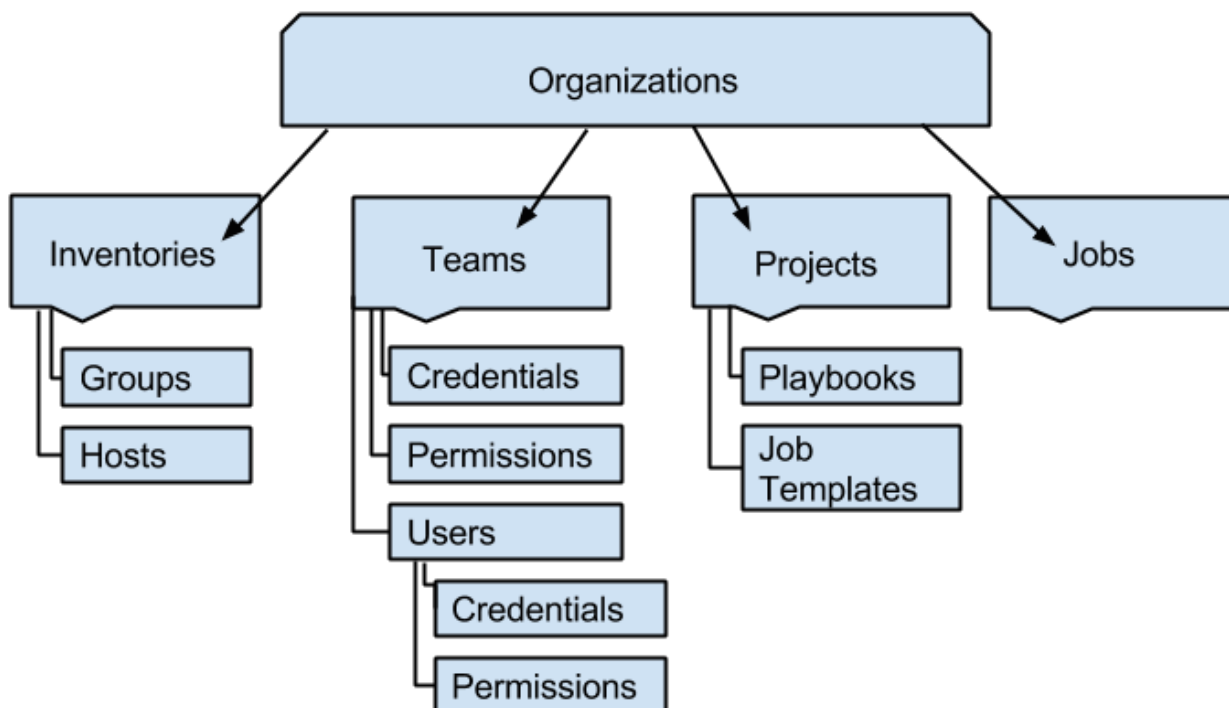 Organizations
Inventories
Teams
Projects
Jobs
Groups
Hosts
Credentials
Permissions
Users
Credentials
Permissions
Playbooks
Job
Templates